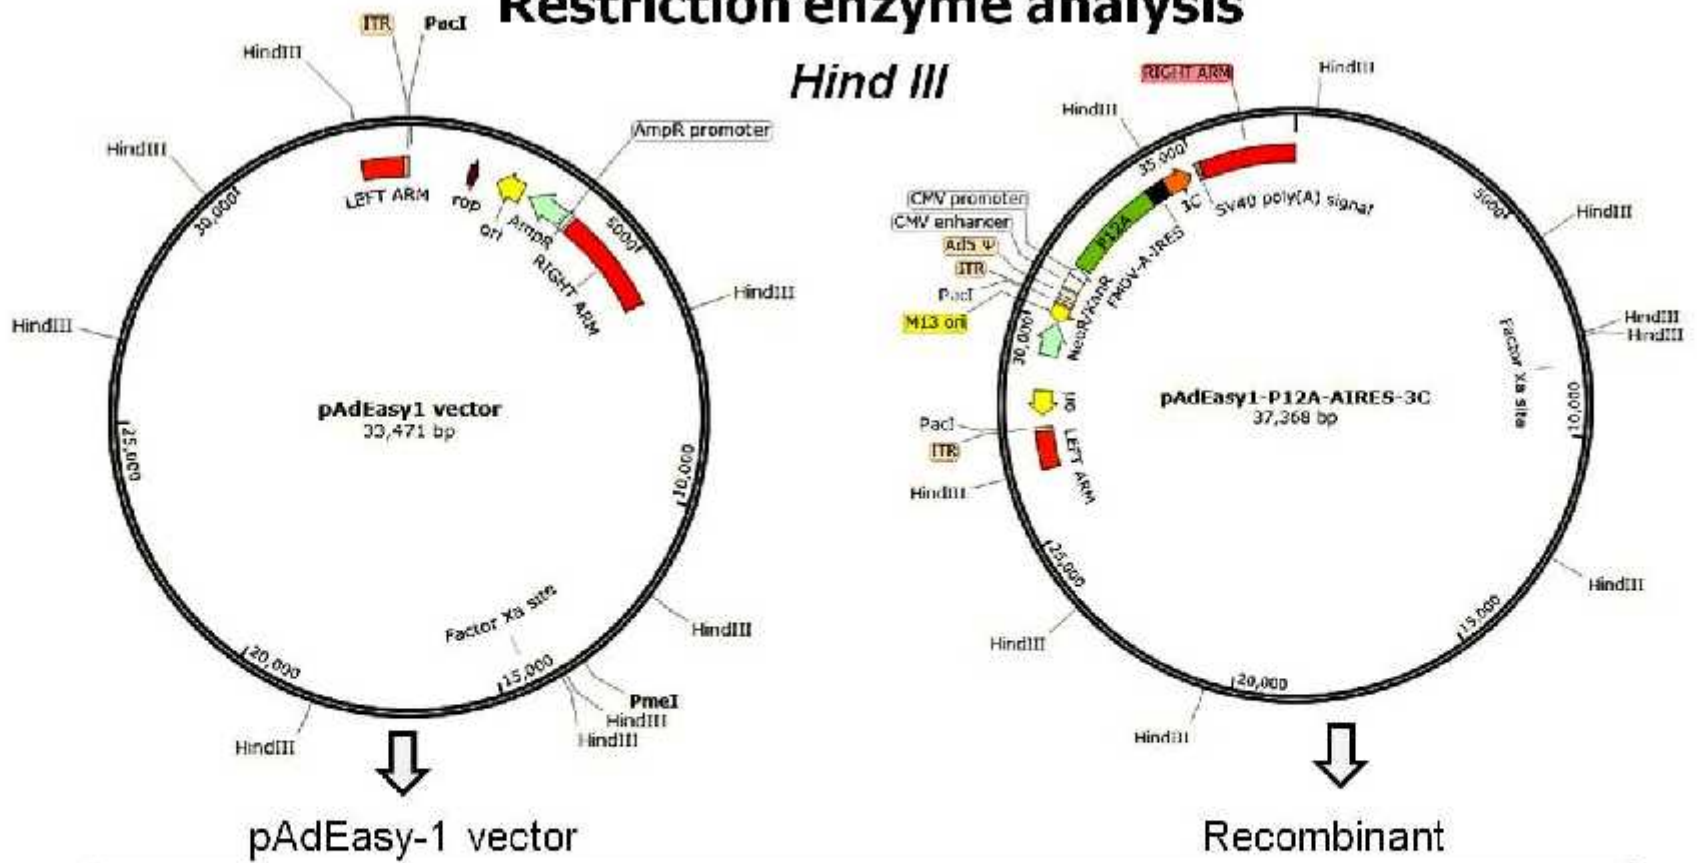 Restriction enzyme analysis
Hind III
ITR
PacI
HindIII
HindIII
HindIII
AmpR promoter
LEFT ARM
rop
ori
AmpR
RIGHT ARM
5000
30,000
HindIII
25,000
10,000
pAdEasy1 vector
33,471 bp
Factor Xa site
20,000
15,000
HindIII
PmeI
HindIII
HindIII
HindIII
pAdEasy-1 vector
RIGHT ARM
HindIII
HindIII
35,000
5000
HindIII
CMV promoter
CMV enhancer
Ad5 Ψ
ITR
PacI
M13 ori
P12A
3C
SV40 poly(A) signal
FMDV-A-IRES
NeoR/KanR
30,000
HindIII
HindIII
Factor Xa site
10,000
pAdEasy1-P12A-AIRES-3C
37,368 bp
ori
PacI
ITR
LEFT ARM
HindIII
25,000
HindIII
15,000
HindIII
20,000
HindIII
Recombinant